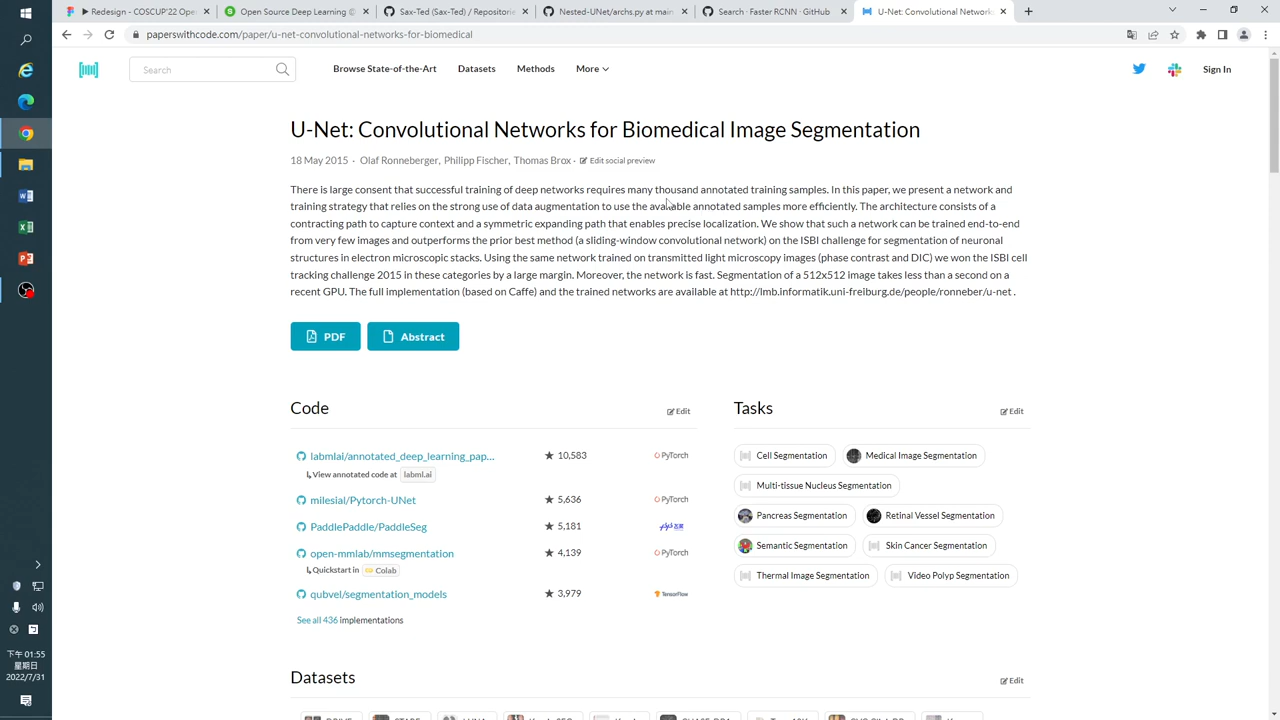 Redesign - COSCUP'22 Open
Open Source Deep Learning @
Sax-Ted (Sax-Ted) / Repositorie
Nested-UNet/archs.py at main
Search · Faster RCNN · GitHub
U-Net: Convolutional Networks
paperswithcode.com/paper/u-net-convolutional-networks-for-biomedical
Search
Browse State-of-the-Art
Datasets
Methods
More
Sign In
U-Net: Convolutional Networks for Biomedical Image Segmentation
18 May 2015 · Olaf Ronneberger, Philipp Fischer, Thomas Brox · Edit social preview
There is large consent that successful training of deep networks requires many thousand annotated training samples. In this paper, we present a network and
training strategy that relies on the strong use of data augmentation to use the available annotated samples more efficiently. The architecture consists of a
contracting path to capture context and a symmetric expanding path that enables precise localization. We show that such a network can be trained end-to-end
from very few images and outperforms the prior best method (a sliding-window convolutional network) on the ISBI challenge for segmentation of neuronal
structures in electron microscopic stacks. Using the same network trained on transmitted light microscopy images (phase contrast and DIC) we won the ISBI cell
tracking challenge 2015 in these categories by a large margin. Moreover, the network is fast. Segmentation of a 512x512 image takes less than a second on a
recent GPU. The full implementation (based on Caffe) and the trained networks are available at http://lmb.informatik.uni-freiburg.de/people/ronneber/u-net .
PDF
Abstract
Code
Edit
labmlai/annotated_deep_learning_pap...
10,583
PyTorch
View annotated code at labml.ai
milesial/Pytorch-UNet
5,636
PyTorch
PaddlePaddle/PaddleSeg
5,181
open-mmlab/mmsegmentation
4,139
PyTorch
Quickstart in Colab
qubvel/segmentation_models
3,979
TensorFlow
See all 436 implementations
Tasks
Edit
Cell Segmentation
Medical Image Segmentation
Multi-tissue Nucleus Segmentation
Pancreas Segmentation
Retinal Vessel Segmentation
Semantic Segmentation
Skin Cancer Segmentation
Thermal Image Segmentation
Video Polyp Segmentation
Datasets
Edit
下午 01:55
星期日
2022/7/31